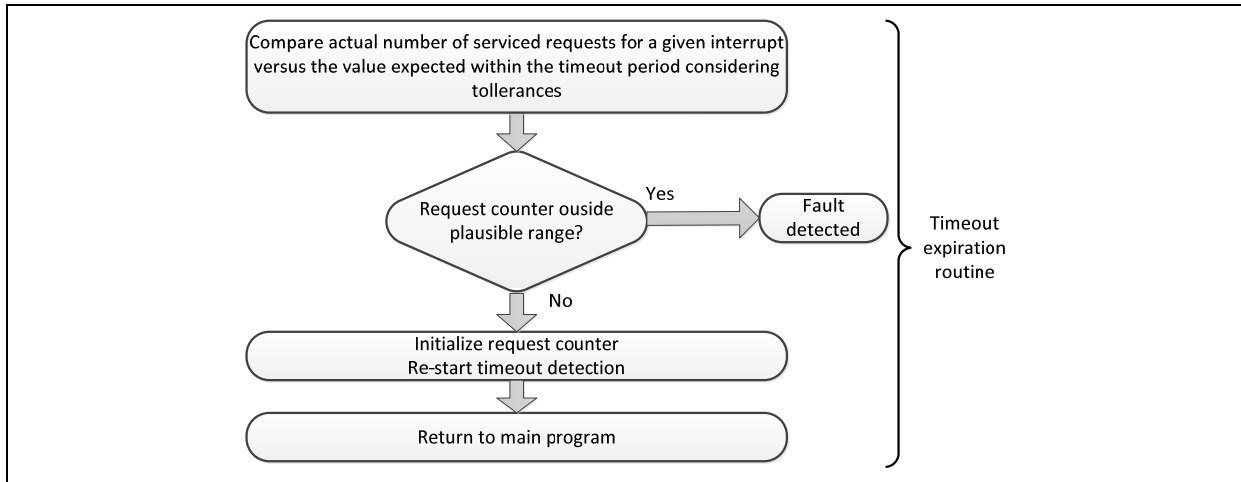 Compare actual number of serviced requests for a given interrupt
versus the value expected within the timeout period considering
tollerances
Request counter ouside
plausible range?
Yes
Fault
detected
Timeout
expiration
routine
No
Initialize request counter
Re-start timeout detection
Return to main program